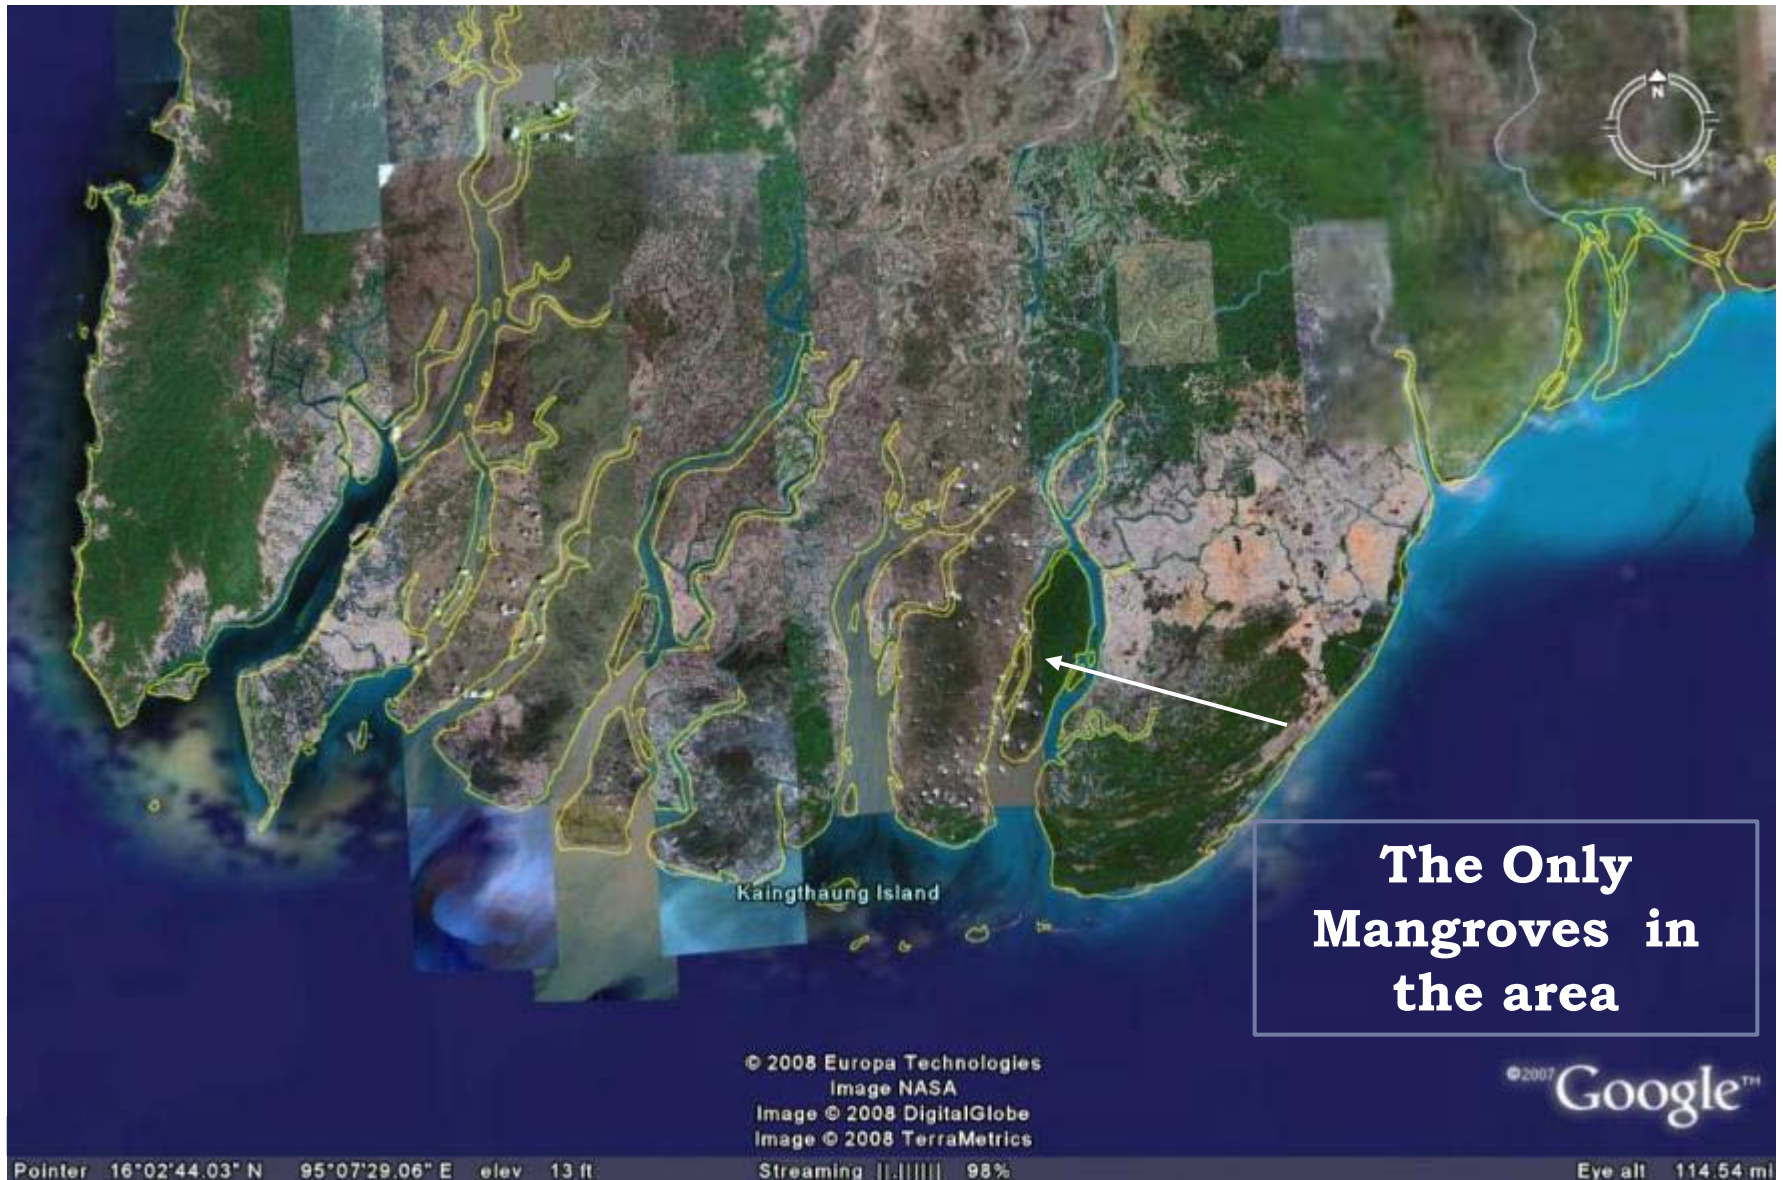 N
The Only
Mangroves in
the area
Kaingthaung Island
© 2008 Europa Technologies
Image NASA
Image © 2008 DigitalGlobe
Image © 2008 TerraMetrics
©2007 Google™
Pointer 16°02'44.03" N 95°07'29.06" E elev 13 ft Streaming ||.|||||| 98% Eye alt 114.54 mi